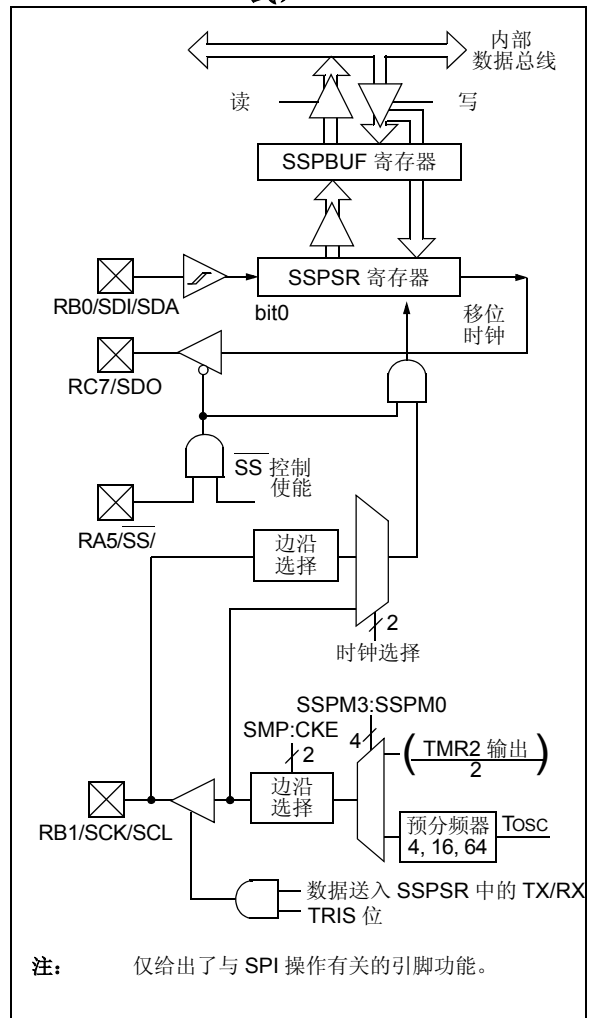 内部
数据总线
读
写
SSPBUF 寄存器
SSPSR 寄存器
RB0/SDI/SDA
bit0
移位
时钟
RC7/SDO
SS 控制
使能
RA5/SS/
边沿
选择
2
时钟选择
SSPM3:SSPM0
SMP:CKE
4
2
(TMR2 输出
2)
边沿
选择
RB1/SCK/SCL
预分频器
4, 16, 64
TOSC
数据送入 SSPSR 中的 TX/RX
TRIS 位
注: 仅给出了与 SPI 操作有关的引脚功能。